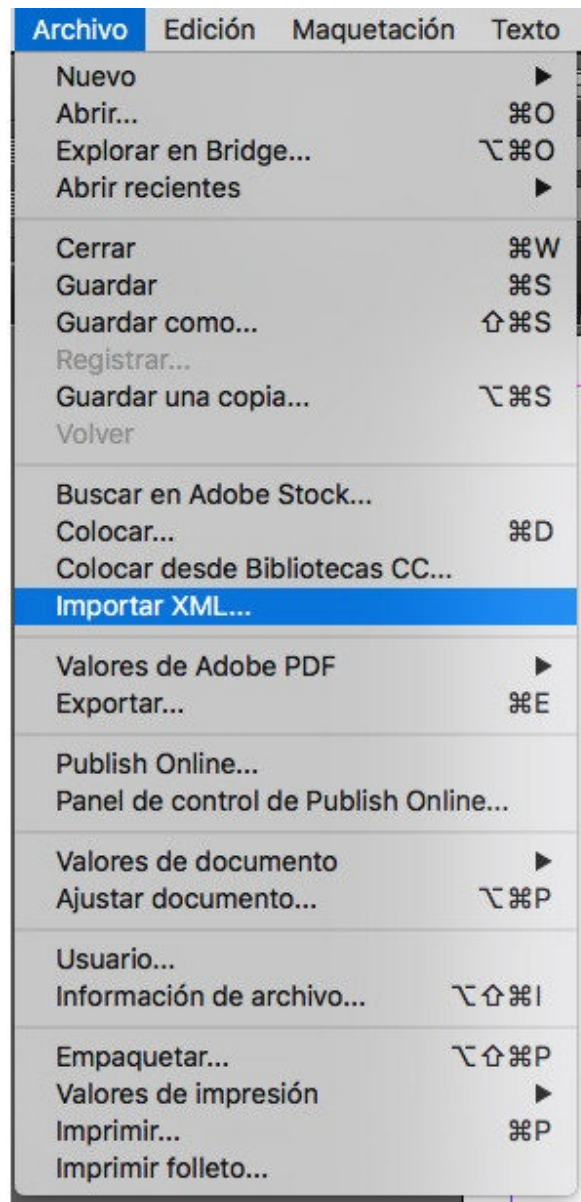 Archivo Edición Maquetación Texto
Nuevo ▶
Abrir... ⌘O
Explorar en Bridge... ⌥⌘O
Abrir recientes ▶
Cerrar ⌘W
Guardar ⌘S
Guardar como... ⇧⌘S
Registrar...
Guardar una copia... ⌥⌘S
Volver
Buscar en Adobe Stock...
Colocar... ⌘D
Colocar desde Bibliotecas CC...
Importar XML...
Valores de Adobe PDF ▶
Exportar... ⌘E
Publish Online...
Panel de control de Publish Online...
Valores de documento ▶
Ajustar documento... ⌥⌘P
Usuario...
Información de archivo... ⌥⇧⌘I
Empaquetar... ⌥⇧⌘P
Valores de impresión ▶
Imprimir... ⌘P
Imprimir folleto...